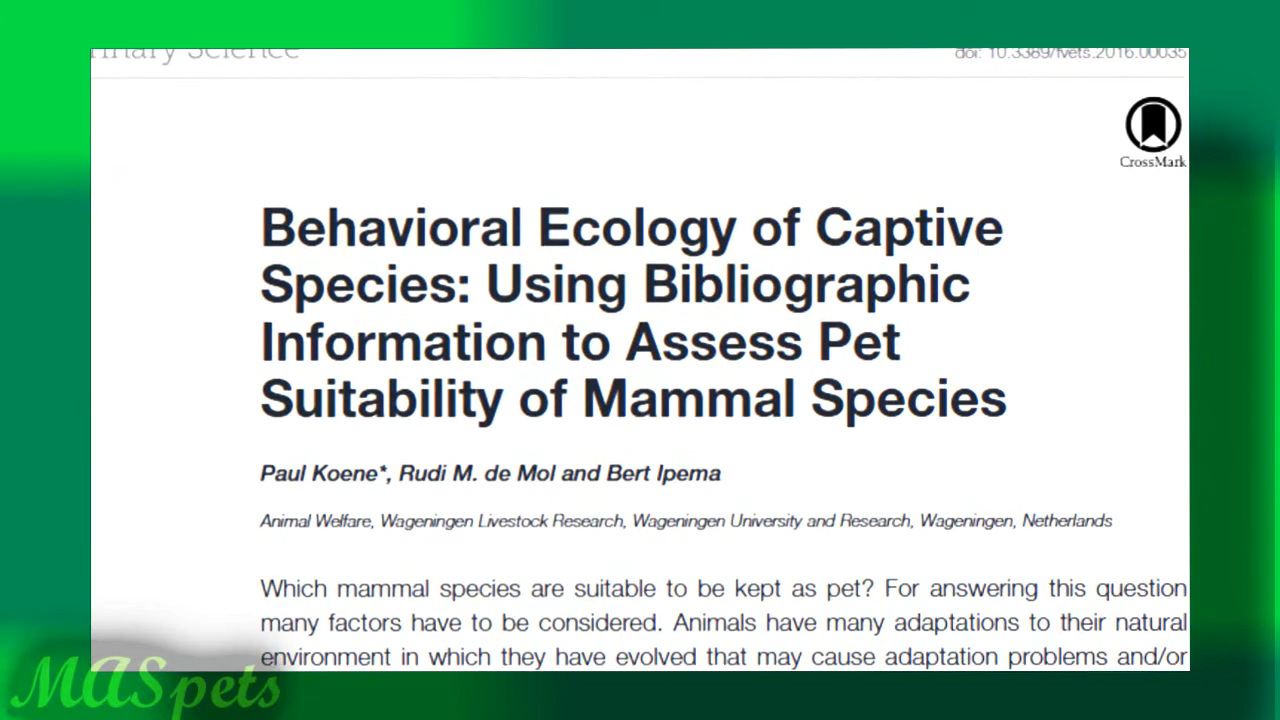 rinary Science
doi: 10.3389/fvets.2016.00035
CrossMark
Behavioral Ecology of Captive
Species: Using Bibliographic
Information to Assess Pet
Suitability of Mammal Species
Paul Koene*, Rudi M. de Mol and Bert Ipema
Animal Welfare, Wageningen Livestock Research, Wageningen University and Research, Wageningen, Netherlands
Which mammal species are suitable to be kept as pet? For answering this question
many factors have to be considered. Animals have many adaptations to their natural
environment in which they have evolved that may cause adaptation problems and/or
MASpets